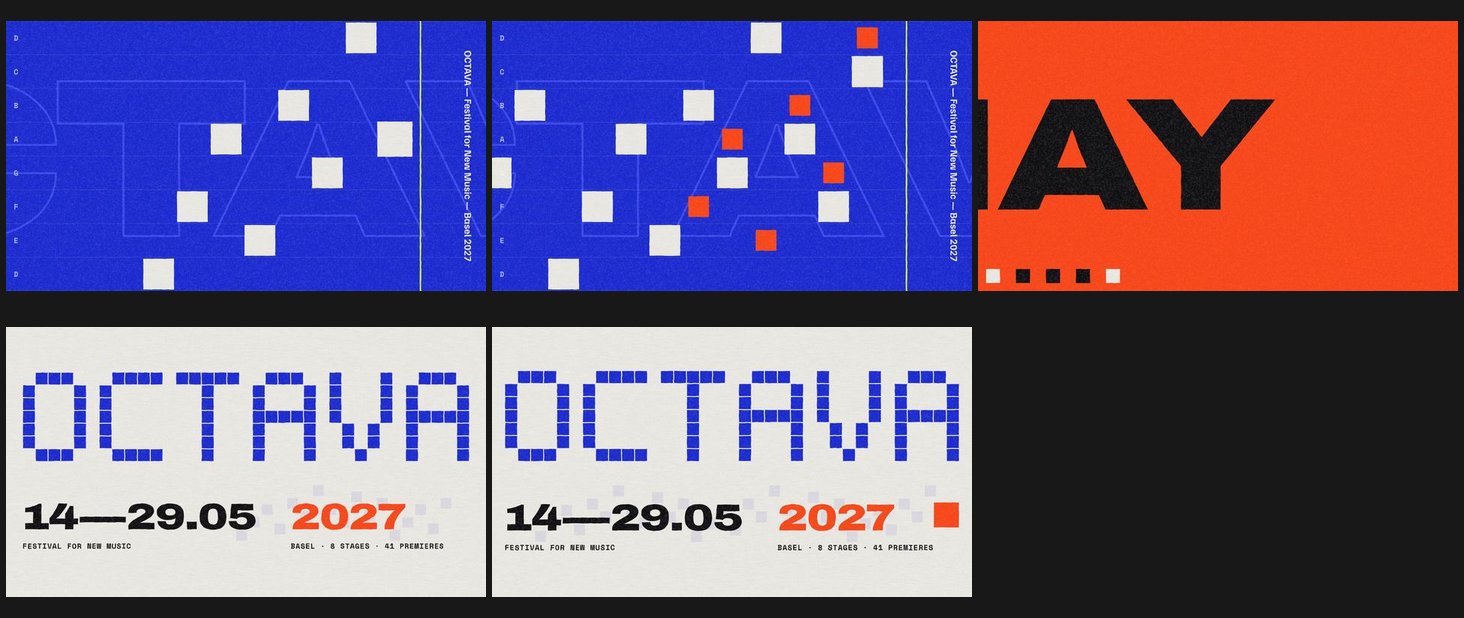 D
C
B
A
G
F
E
D
CTAV
OCTAVA — Festival for New Music — Basel 2027
D
C
B
A
F
E
D
TAV
OCTAVA — Festival for New Music — Basel 2027
AY
OCTAVA
14—29.05 2027
FESTIVAL FOR NEW MUSIC BASEL · 8 STAGES · 41 PREMIERES
OCTAVA
14—29.05 2027
FESTIVAL FOR NEW MUSIC BASEL · 8 STAGES · 41 PREMIERES